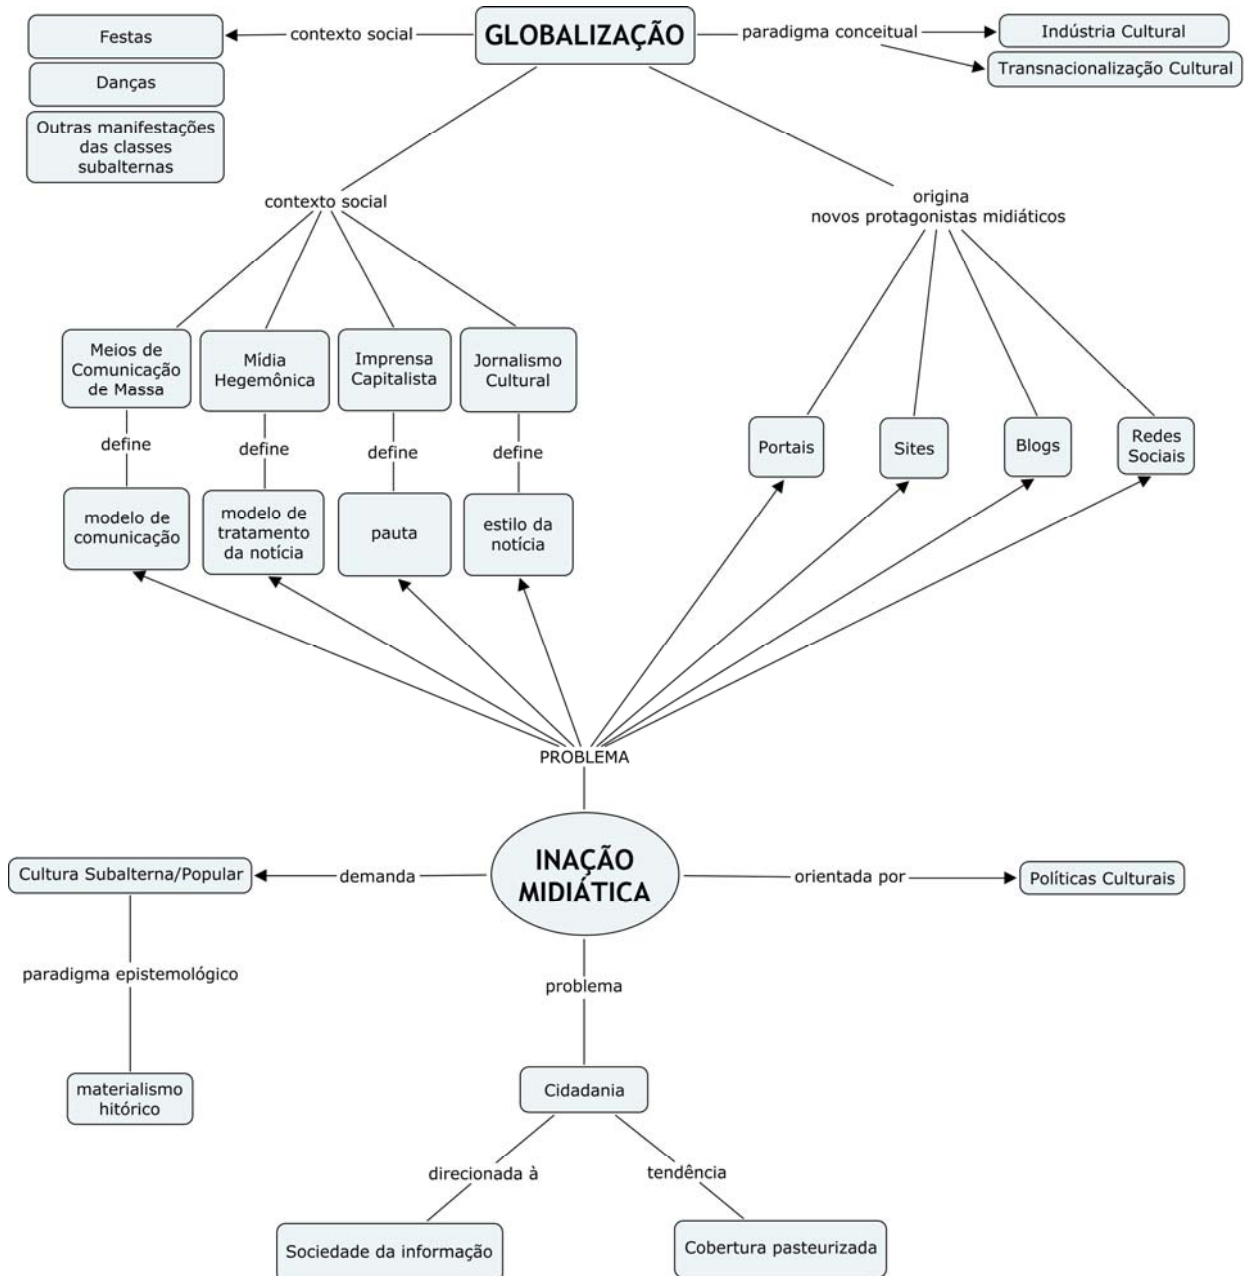 Festas
contexto social
GLOBALIZAÇÃO
paradigma conceitual
Indústria Cultural
Transnacionalização Cultural
Danças
Outras manifestações
das classes
subalternas
contexto social
origina
novos protagonistas midiáticos
Meios de
Comunicação
de Massa
Mídia
Hegemônica
Imprensa
Capitalista
Jornalismo
Cultural
Portais
Sites
Blogs
Redes
Sociais
define
define
define
define
modelo de
comunicação
modelo de
tratamento
da notícia
pauta
estilo da
notícia
PROBLEMA
INAÇÃO
MIDIÁTICA
Cultura Subalterna/Popular
demanda
orientada por
Políticas Culturais
paradigma epistemológico
problema
materialismo
hitórico
Cidadania
direcionada à
tendência
Sociedade da informação
Cobertura pasteurizada